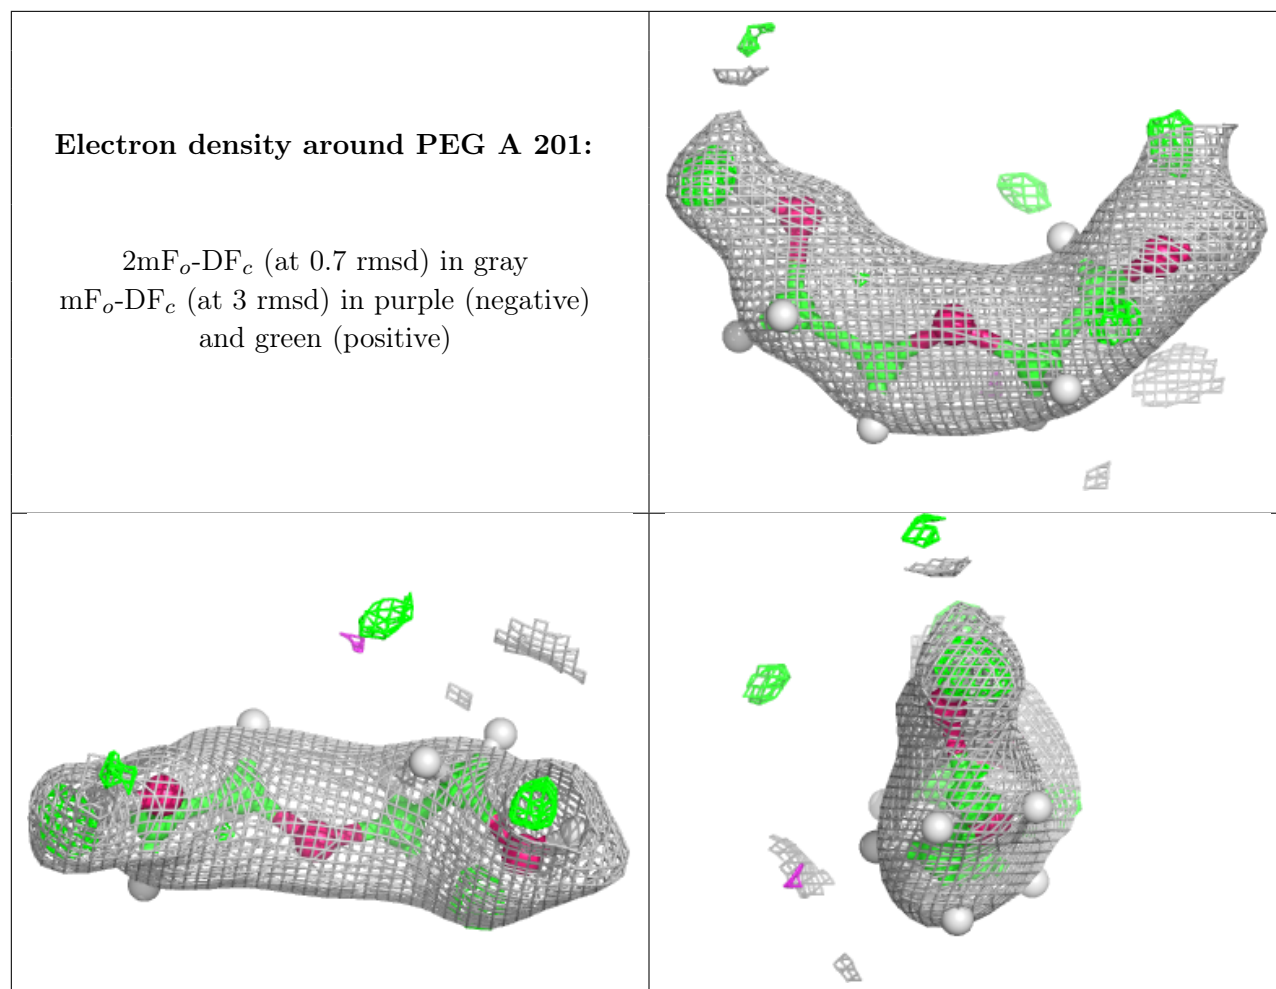 Electron density around PEG A 201:
2mFo-DFc (at 0.7 rmsd) in gray
mFo-DFc (at 3 rmsd) in purple (negative)
and green (positive)